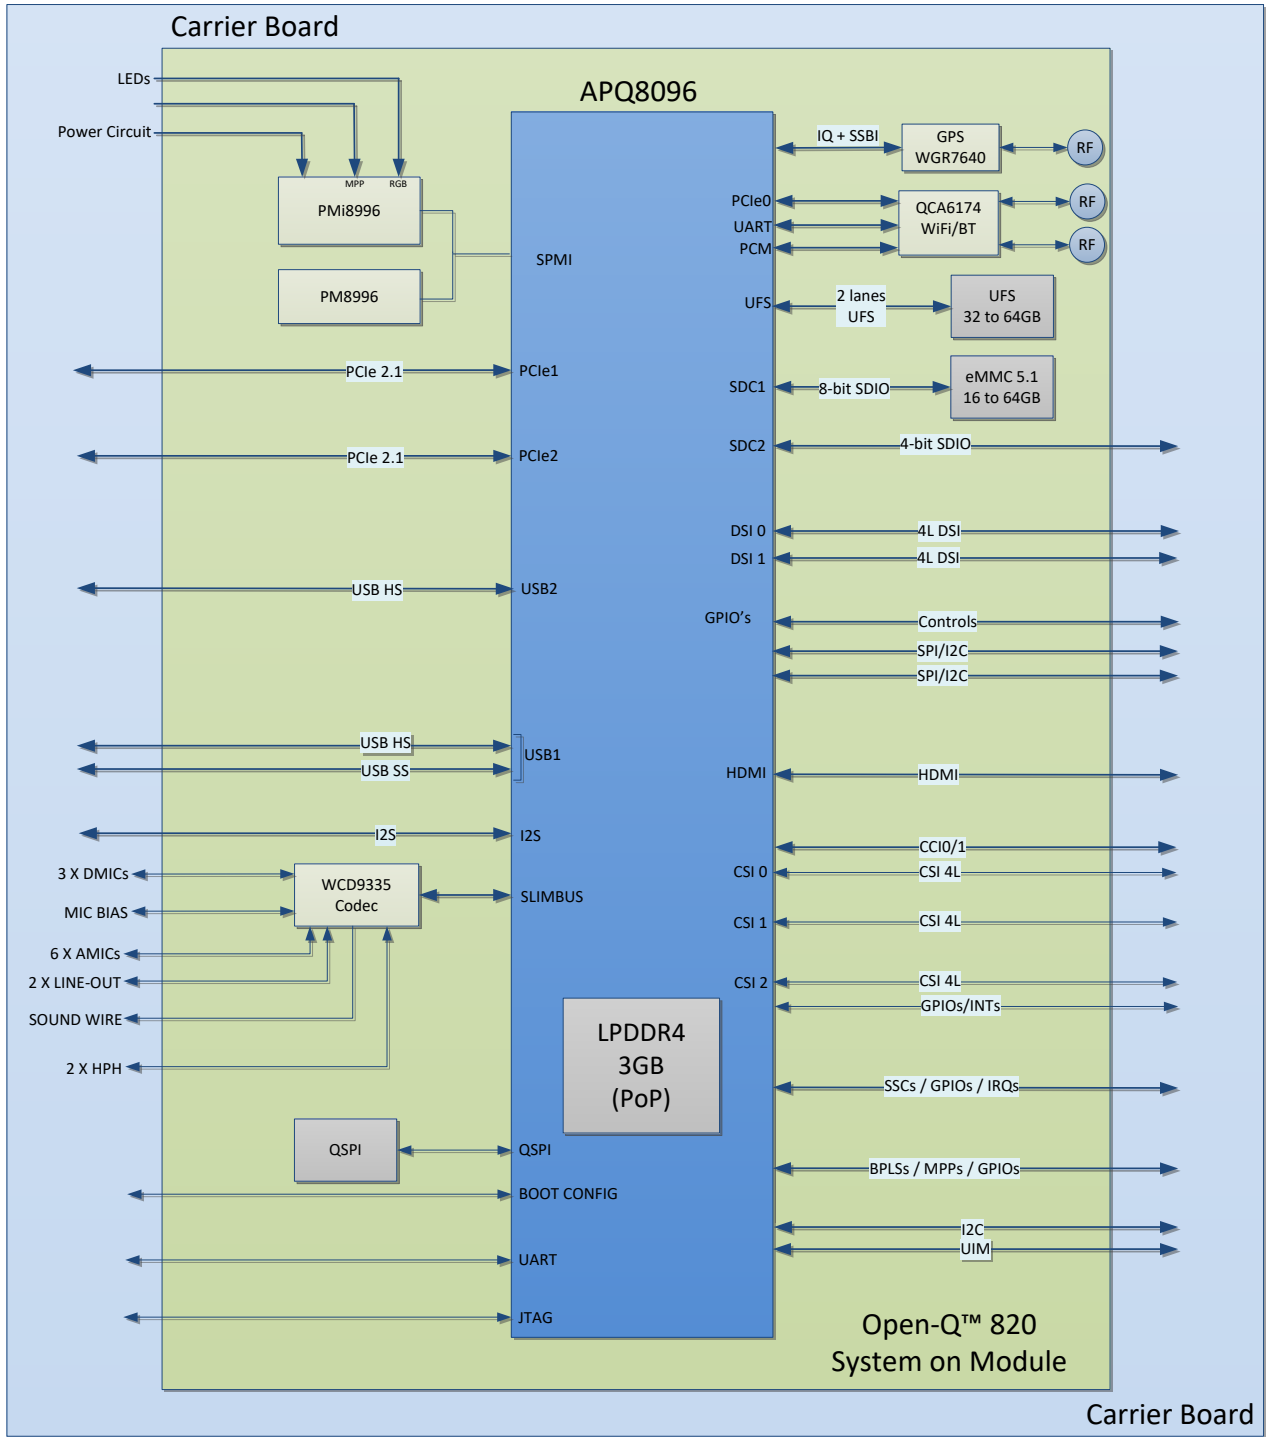 Carrier Board
LEDs
Power Circuit
APQ8096
MPP
RGB
PMi8996
PM8996
SPMI
PCIe 2.1
PCIe1
PCIe 2.1
PCIe2
USB HS
USB2
USB HS
USB SS
USB1
I2S
I2S
3 X DMICs
MIC BIAS
6 X AMICs
2 X LINE-OUT
SOUND WIRE
2 X HPH
WCD9335
Codec
SLIMBUS
QSPI
QSPI
BOOT CONFIG
UART
JTAG
LPDDR4
3GB
(PoP)
IQ + SSBI
GPS
WGR7640
RF
PCIe0
UART
PCM
QCA6174
WiFi/BT
RF
RF
UFS
2 lanes
UFS
UFS
32 to 64GB
SDC1
8-bit SDIO
eMMC 5.1
16 to 64GB
SDC2
4-bit SDIO
DSI 0
4L DSI
DSI 1
4L DSI
GPIO’s
Controls
SPI/I2C
SPI/I2C
HDMI
HDMI
CCI0/1
CSI 0
CSI 4L
CSI 1
CSI 4L
CSI 2
CSI 4L
GPIOs/INTs
SSCs / GPIOs / IRQs
BPLSs / MPPs / GPIOs
I2C
UIM
Open-Q™ 820
System on Module
Carrier Board